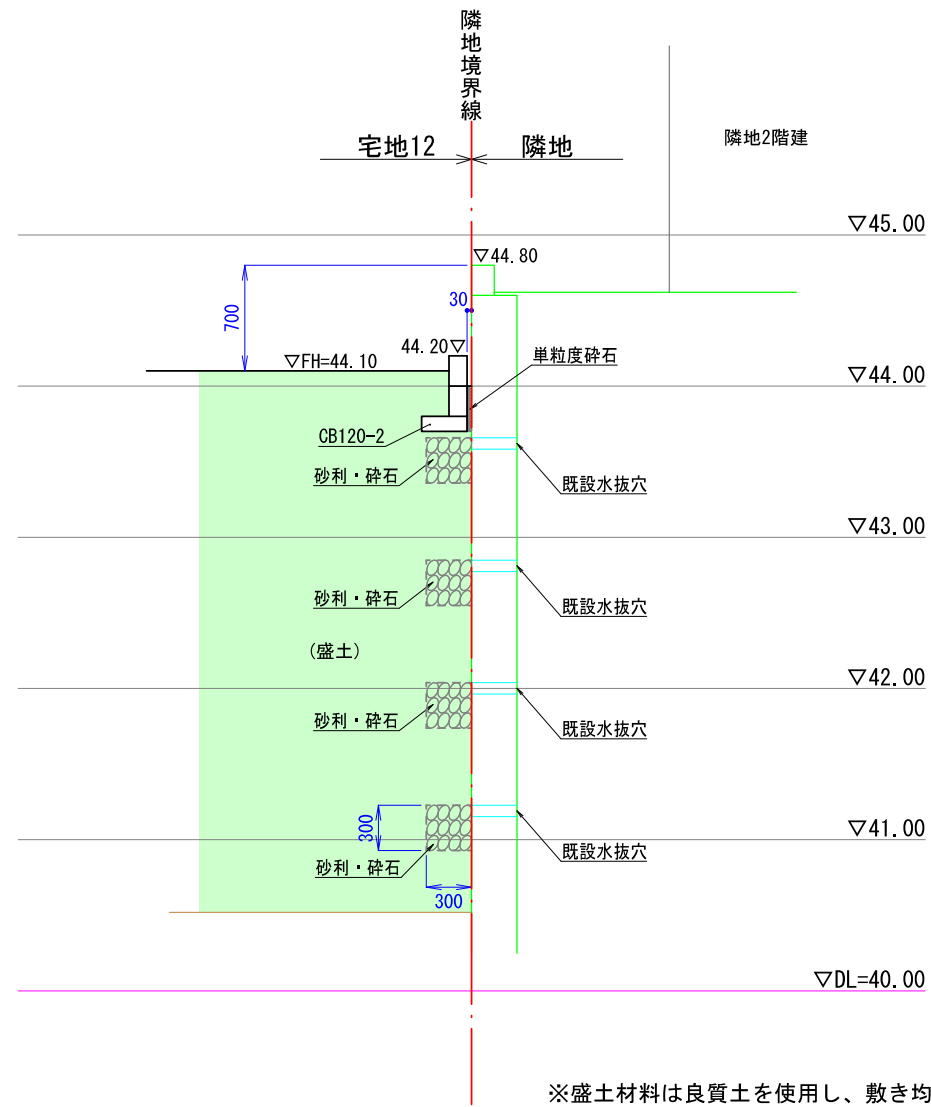 隣地境界線
宅地12
隣地
隣地2階建
▽45.00
▽44.80
700
30
44.20▽
▽FH=44.10
単粒度砕石
▽44.00
CB120-2
砂利・砕石
既設水抜穴
▽43.00
砂利・砕石
既設水抜穴
(盛土)
▽42.00
砂利・砕石
既設水抜穴
300
▽41.00
砂利・砕石
既設水抜穴
300
▽DL=40.00
※盛土材料は良質土を使用し、敷き均